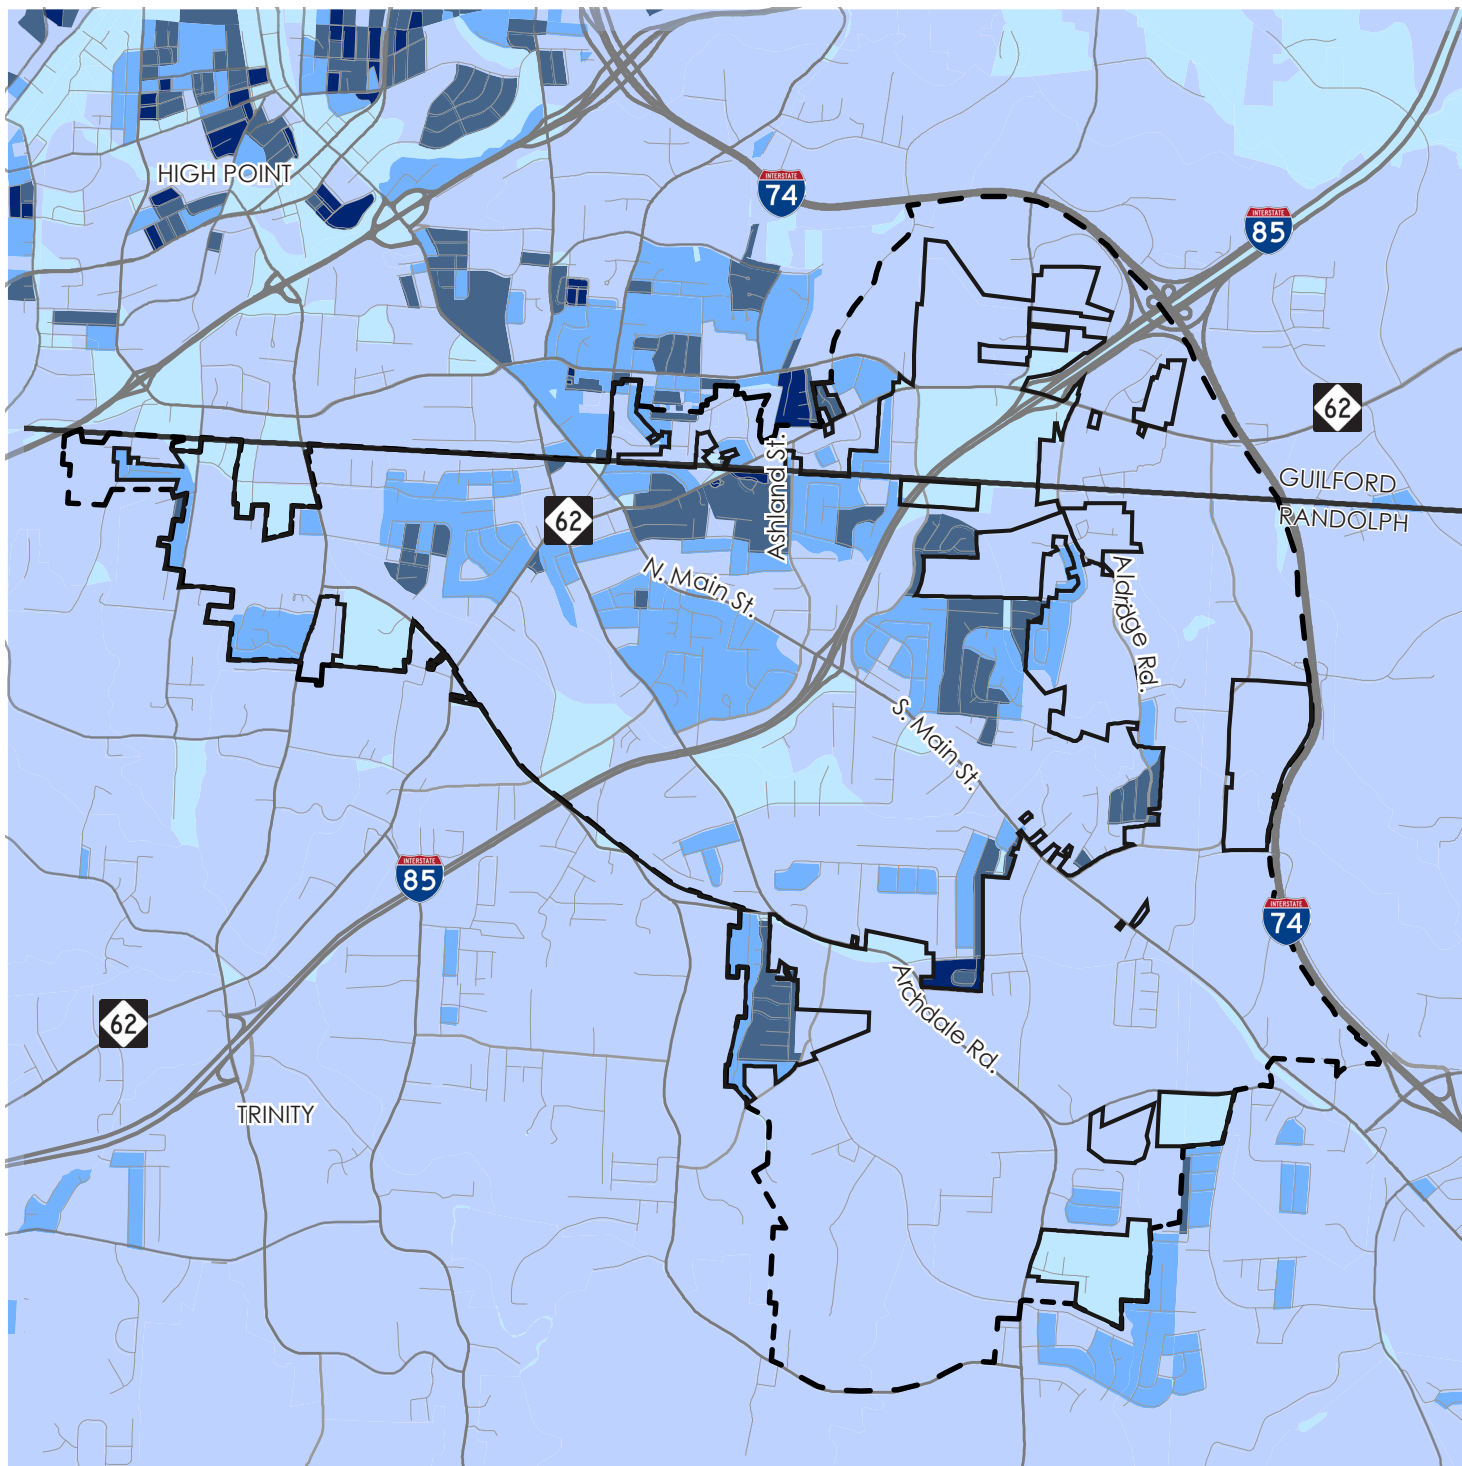 HIGH POINT
INTERSTATE
74
INTERSTATE
85
62
GUILFORD
RANDOLPH
Ashland St.
62
N. Main St.
Aldridge Rd.
S. Main St.
INTERSTATE
85
INTERSTATE
74
Archdale Rd.
62
TRINITY